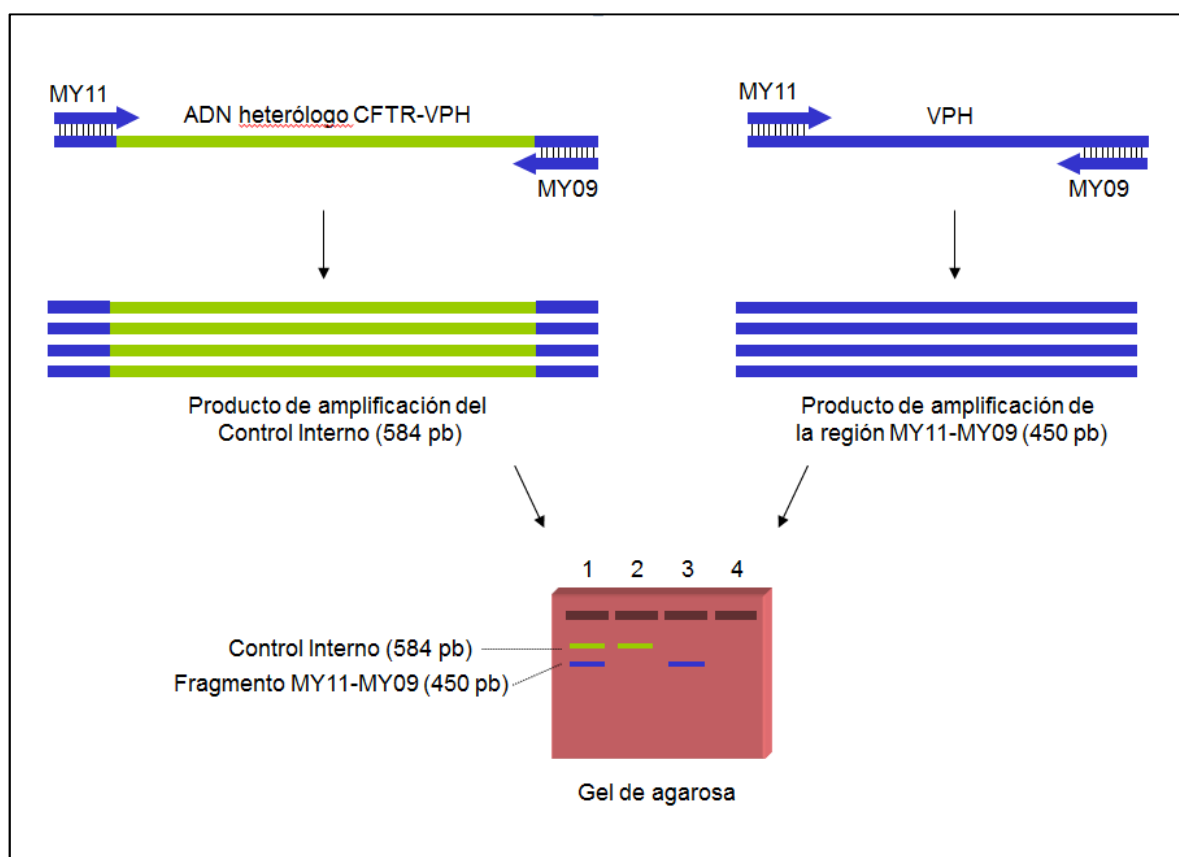 MY11
ADN heterólogo CFTR-VPH
MY09
MY11
VPH
MY09
Producto de amplificación del
Control Interno (584 pb)
Producto de amplificación de
la región MY11-MY09 (450 pb)
1 2 3 4
Control Interno (584 pb)
Fragmento MY11-MY09 (450 pb)
Gel de agarosa